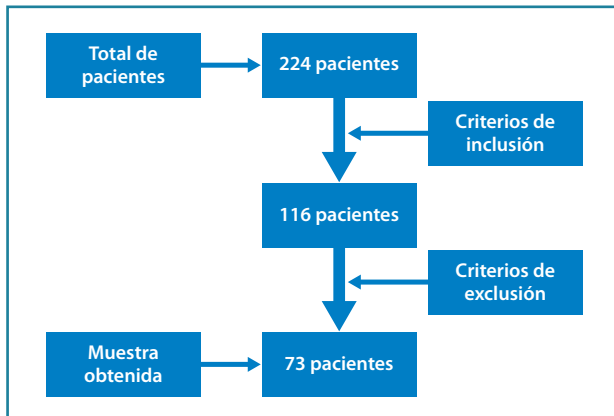 Total de
pacientes
224 pacientes
Criterios de
inclusión
116 pacientes
Criterios de
exclusión
Muestra
obtenida
73 pacientes